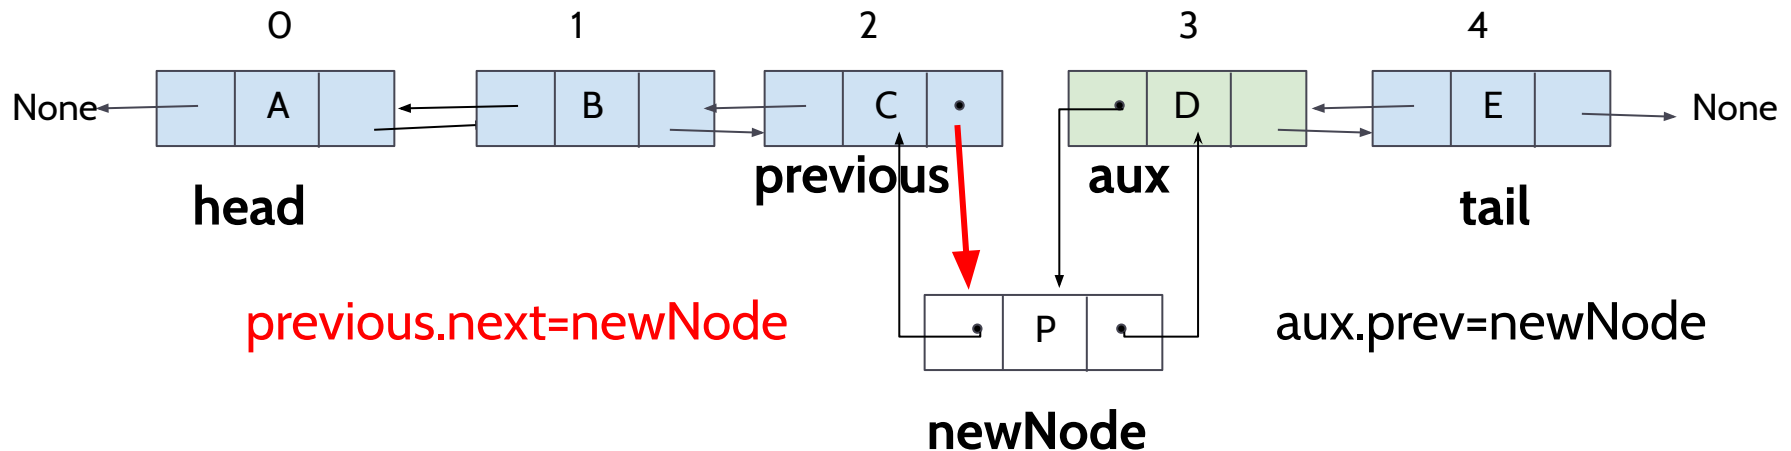 0 1 2 3 4
None A B C D E None
previous aux
head tail
previous.next=newNode P aux.prev=newNode
newNode